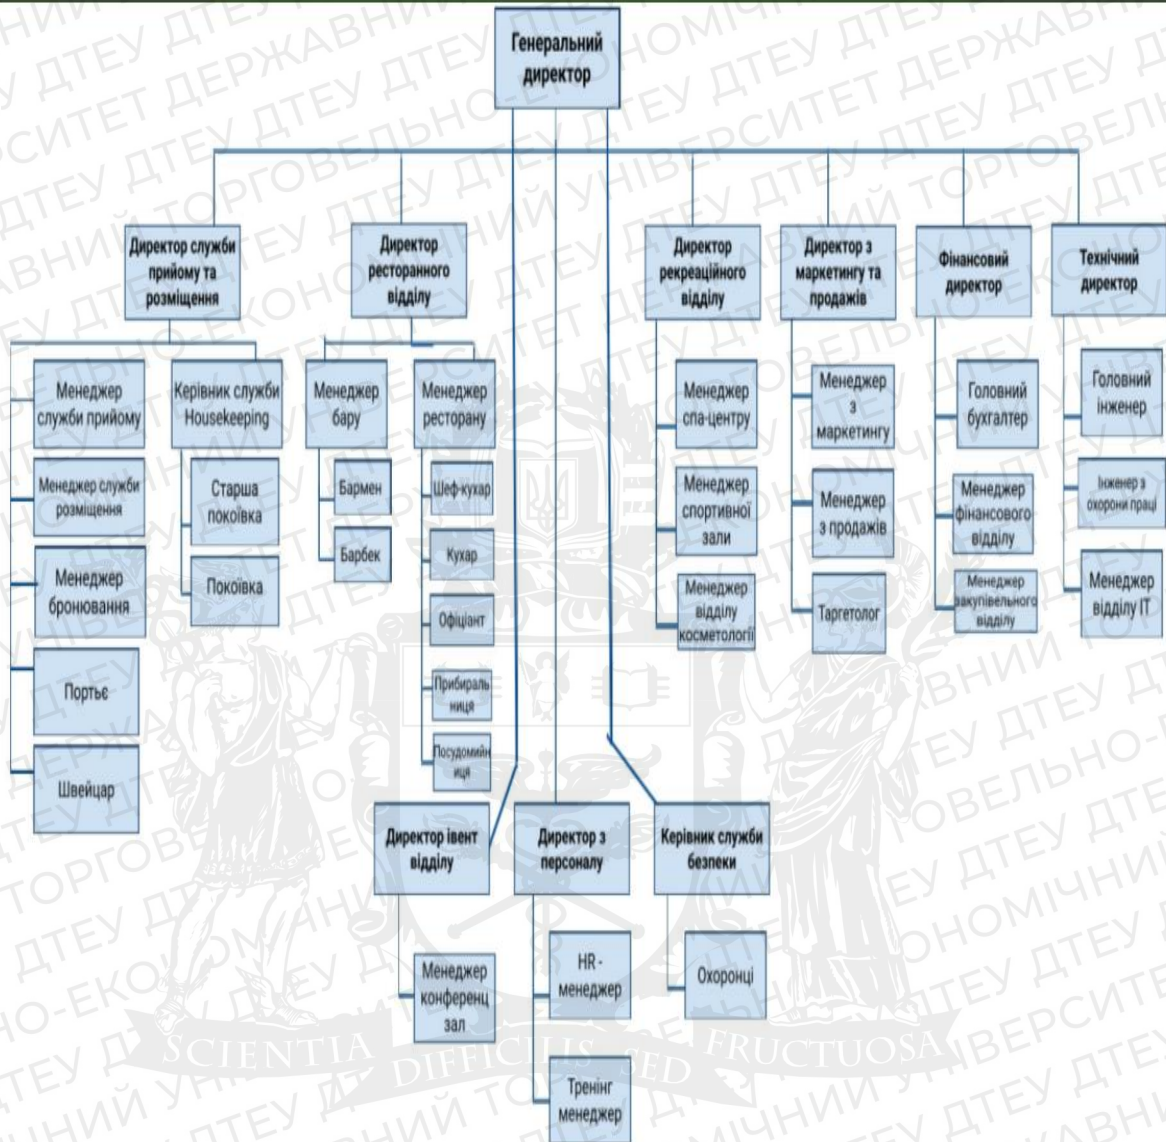 Генеральний
директор
Директор служби
прийому та
розміщення
Директор
ресторанного
відділу
Директор
рекреаційного
відділу
Директор з
маркетингу та
продажів
Фінансовий
директор
Технічний
директор
Менеджер
служби прийому
Керівник служби
Housekeeping
Менеджер
бару
Менеджер
ресторану
Менеджер
спа-центру
Менеджер
з
маркетингу
Головний
бухгалтер
Головний
інженер
Менеджер служби
розміщення
Старша
покоївка
Бармен
Шеф-кухар
Менеджер
спортивної
зали
Менеджер
з продажів
Менеджер
фінансового
відділу
Інженер з
охорони праці
Менеджер
бронювання
Покоївка
Барбек
Кухар
Офіціант
Менеджер
відділу
косметології
Таргетолог
Менеджер
закупівельного
відділу
Менеджер
відділу ІТ
Портьє
Прибираль
ниця
Швейцар
Посудомийн
иця
Директор івент
відділу
Директор з
персоналу
Керівник служби
безпеки
Менеджер
конференц
зал
HR -
менеджер
Охоронці
Тренінг
менеджер
SCIENTIA DIFFICILIS SED FRUCTUOSA